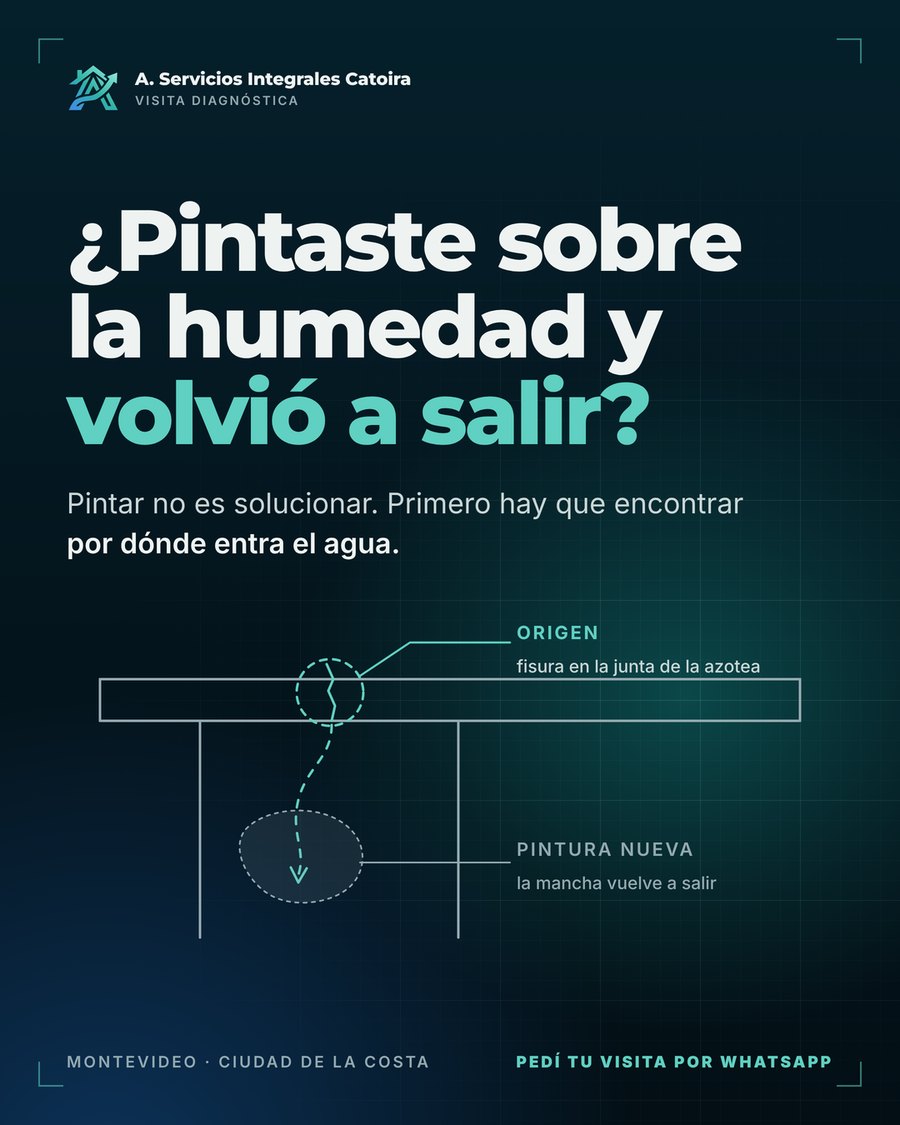 A. Servicios Integrales Catoira
VISITA DIAGNÓSTICA
¿Pintaste sobre
la humedad y
volvió a salir?
Pintar no es solucionar. Primero hay que encontrar
por dónde entra el agua.
ORIGEN
fisura en la junta de la azotea
PINTURA NUEVA
la mancha vuelve a salir
MONTEVIDEO · CIUDAD DE LA COSTA
PEDÍ TU VISITA POR WHATSAPP